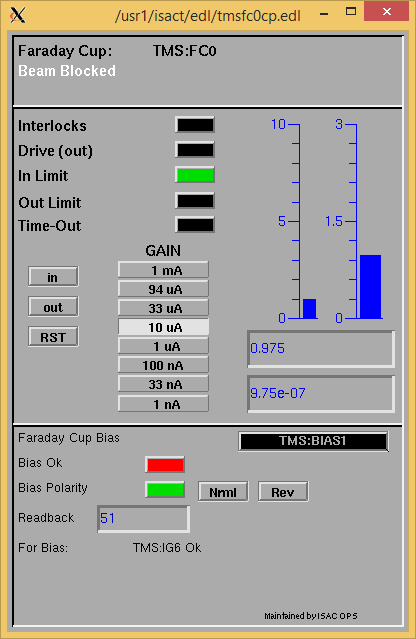 /usr1/isact/edl/tmsfc0cp.edl
Faraday Cup: TMS:FC0
Beam Blocked
Interlocks
Drive (out)
In Limit
Out Limit
Time-Out
10 3
5 1.5
0 0
GAIN
in
out
RST
1 mA
94 uA
33 uA
10 uA
1 uA
100 nA
33 nA
1 nA
0.975
9.75e-07
Faraday Cup Bias TMS:BIAS1
Bias Ok
Bias Polarity Nrml Rev
Readback 51
For Bias: TMS:IG6 Ok
Maintained by ISAC OPS